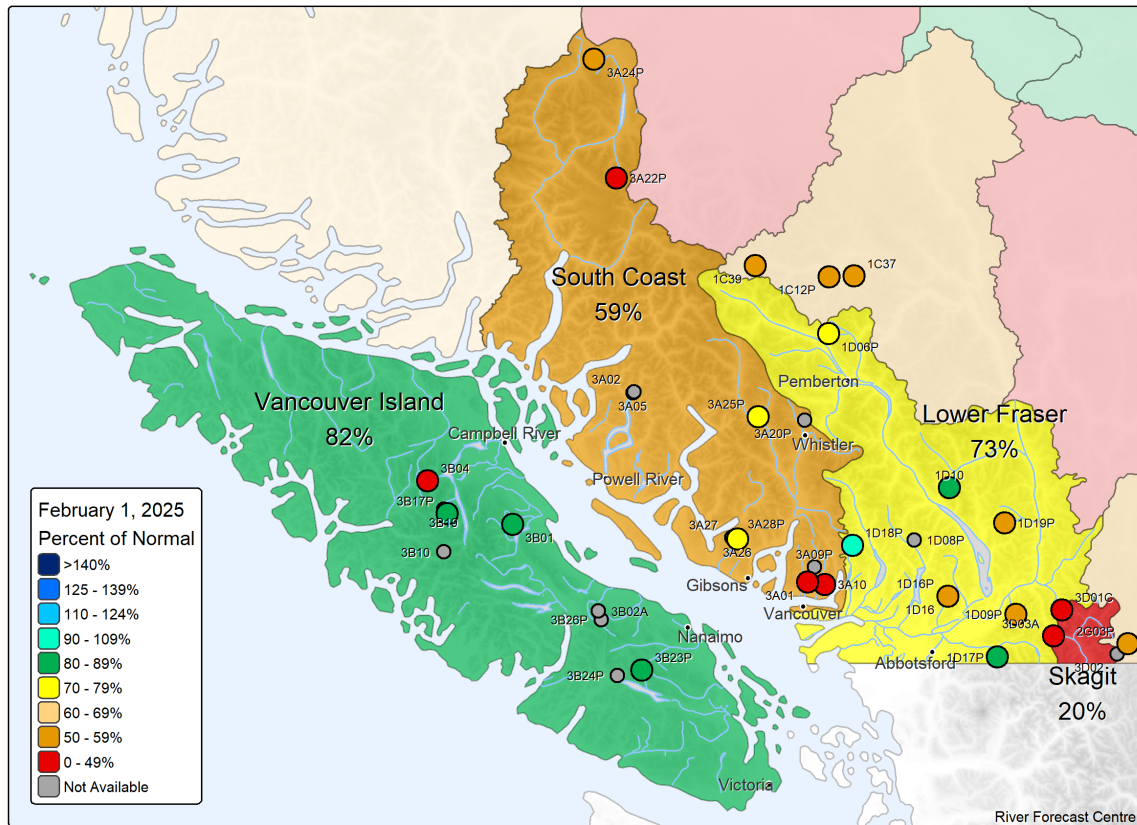 3A24P
3A22P
South Coast
59%
1C39
1C12P
1C37
1D06P
Pemberton
3A02
3A05
3A25P
3A20P
Whistler
Lower Fraser
73%
Vancouver Island
82%
Campbell River
3B04
Powell River
1D10
3B17P
3B19
3B01
3B10
3A27
3A28P
3A26
1D19P
1D18P
1D08P
3A09P
Gibsons
3A01
3A10
Vancouver
1D16P
1D16
1D09P
3D01C
3D03A
2G03P
3B02A
3B26P
Nanaimo
3B23P
3B24P
Abbotsford
1D17P
3D02
Skagit
20%
Victoria
February 1, 2025
Percent of Normal
>140%
125 - 139%
110 - 124%
90 - 109%
80 - 89%
70 - 79%
60 - 69%
50 - 59%
0 - 49%
Not Available
River Forecast Centre